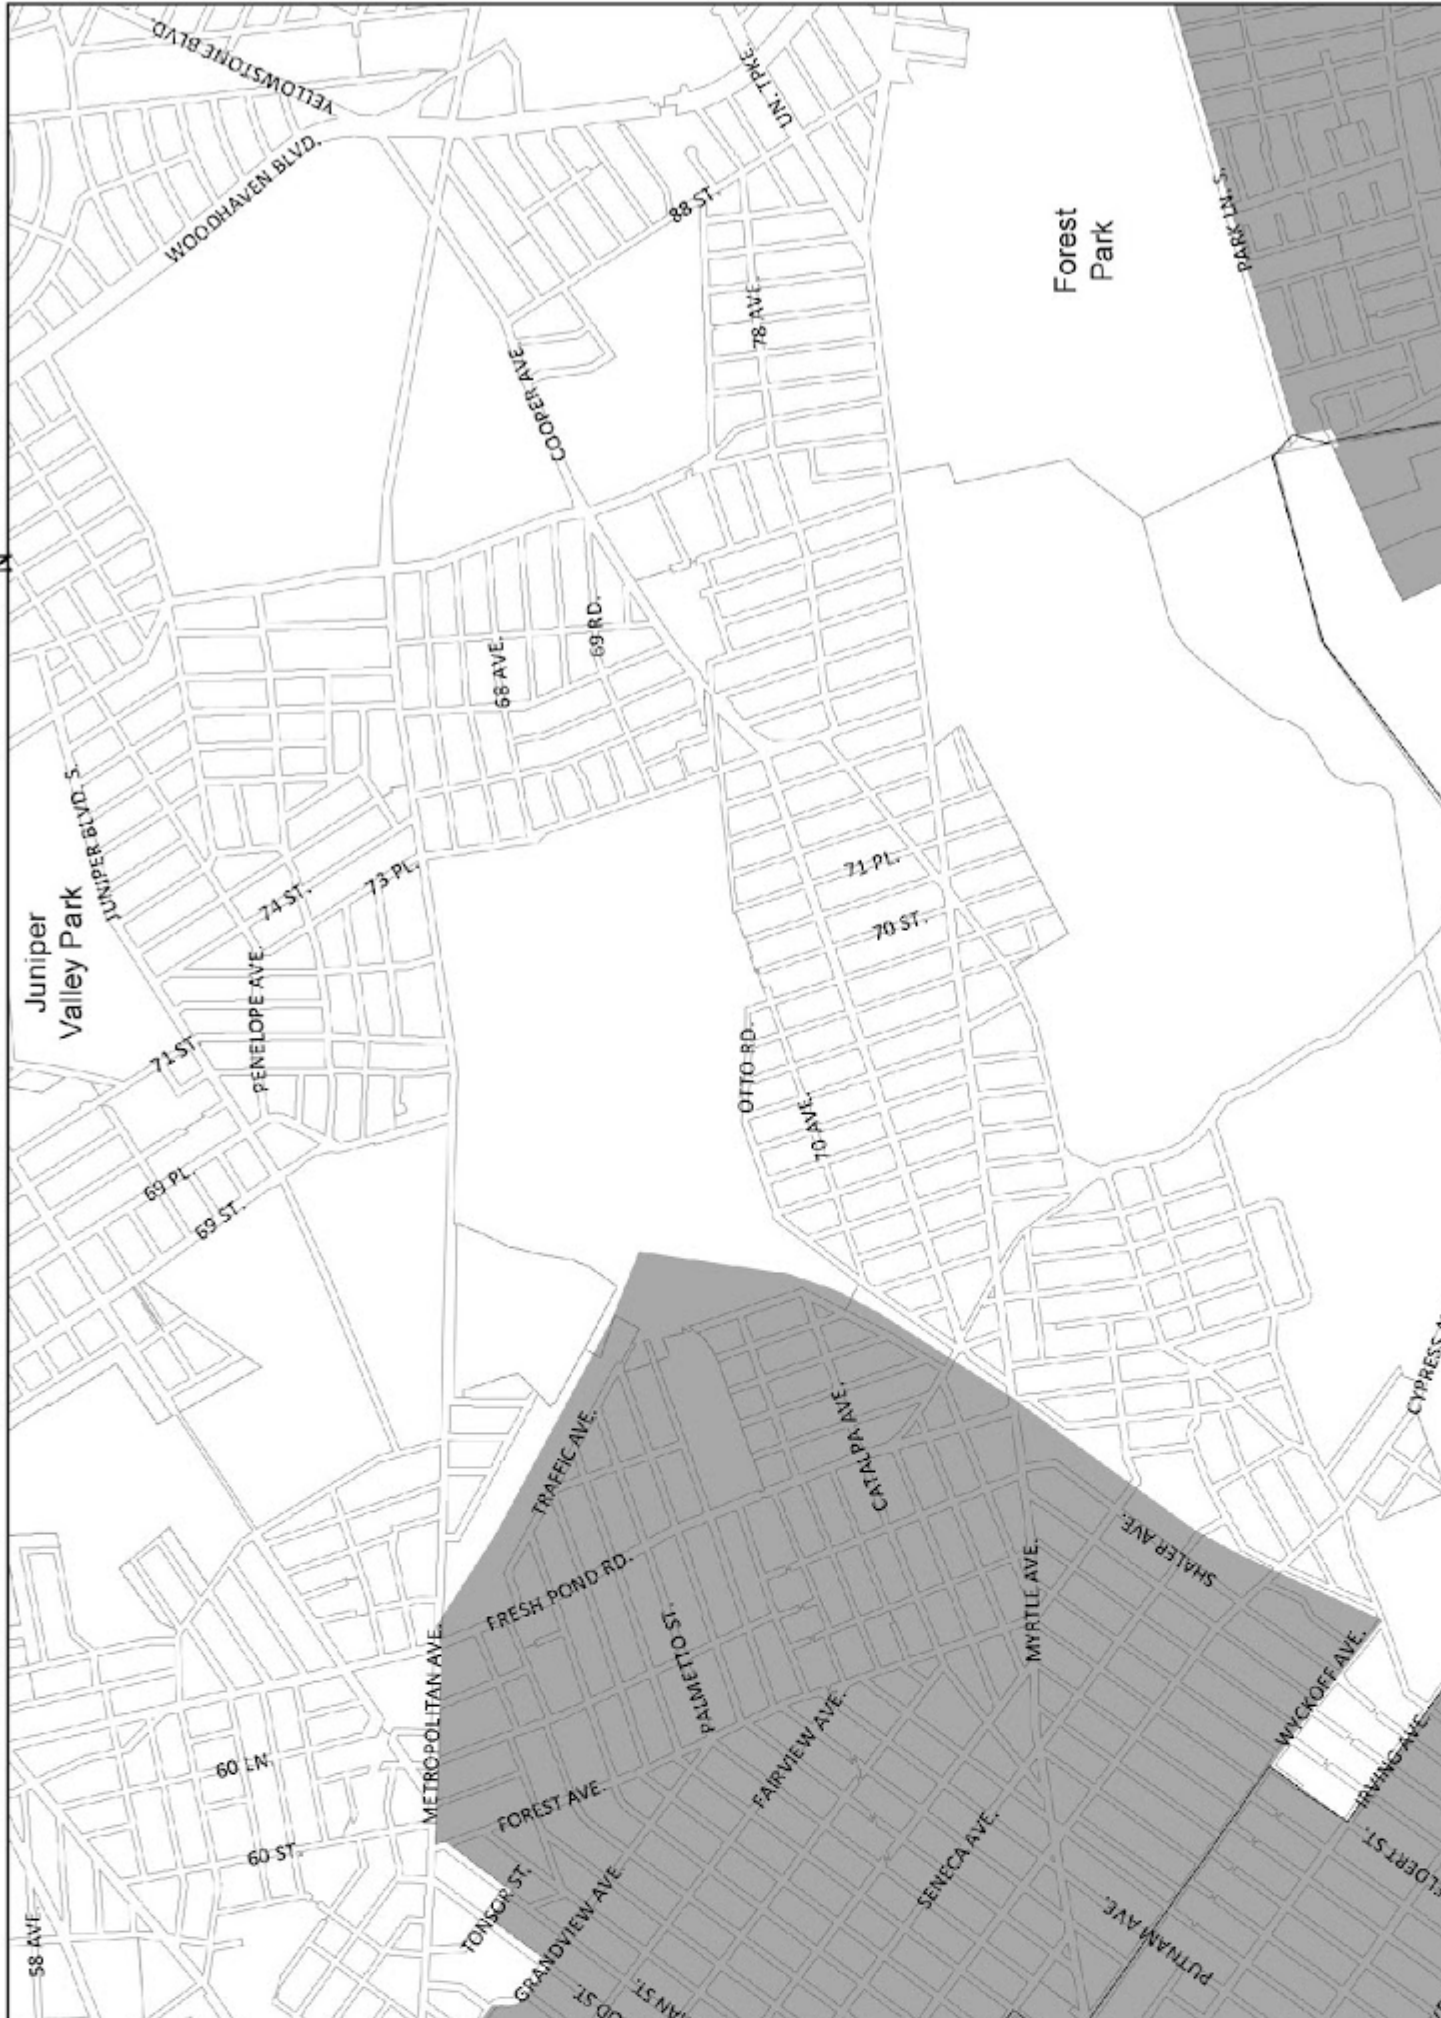 YELLOWSTONE BLVD.
UN. TPKE.
WOODHAVEN BLVD.
88 ST.
PARK LN. S.
Forest
Park
78 AVE.
COOPER AVE.
N
69 RD.
68 AVE.
JUNIPER BLVD. S.
Juniper
Valley Park
74 ST.
73 PL.
71 PL.
70 ST.
PENELOPE AVE.
71 ST.
OTTO RD.
70 AVE.
69 PL.
69 ST.
CYPRESS
TRAFFIC AVE.
CATALPA AVE.
FRESH POND RD.
SHALER AVE.
MYRTLE AVE.
PALMETTO ST.
METROPOLITAN AVE.
WYCKOFF AVE.
FAIRVIEW AVE.
60 LN.
FOREST AVE.
IRVING AVE.
60 ST.
SENECA AVE.
TONSOR ST.
GRANDVIEW AVE.
58 AVE.
PUTNAM AVE.